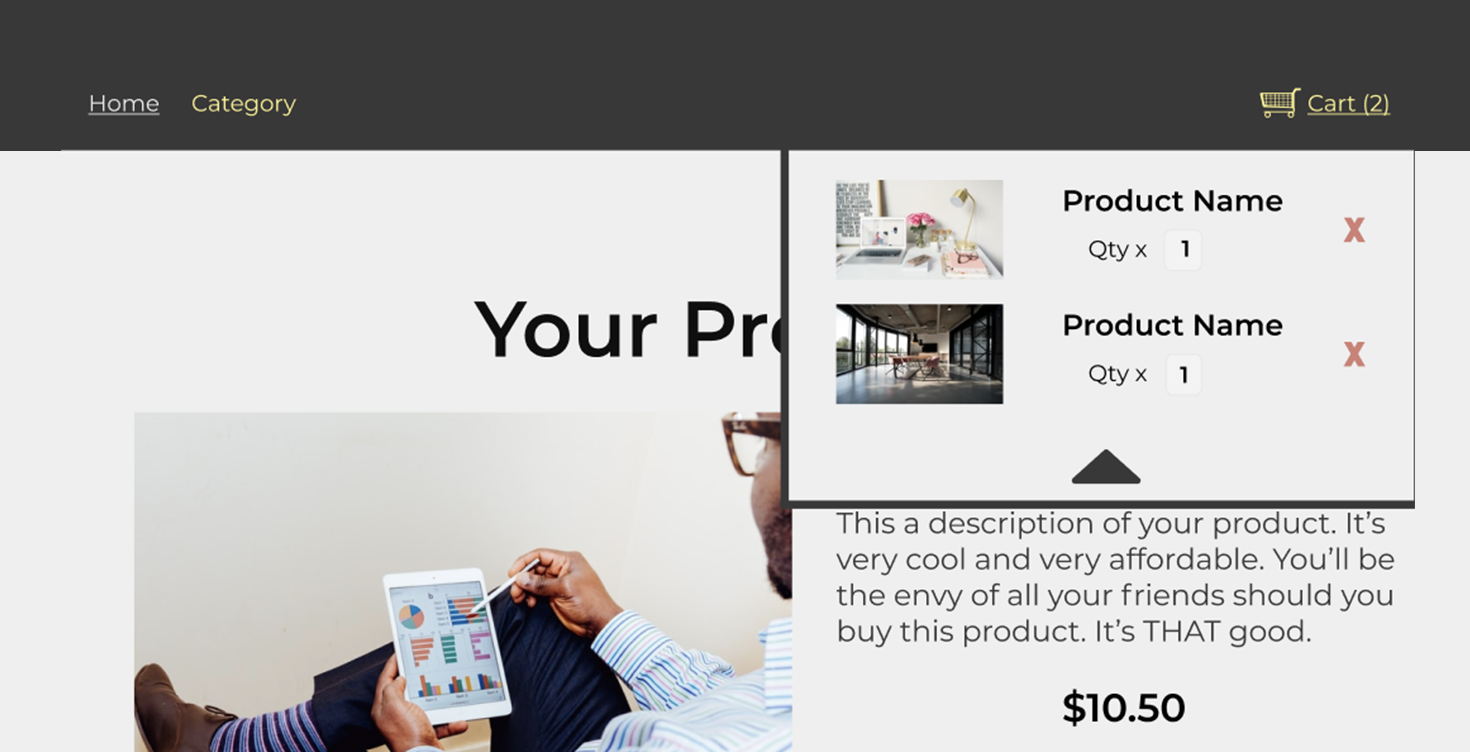 Home Category Cart (2)
Product Name
X
Qty x 1
Product Name
X
Qty x 1
Your Pro
This a description of your product. It’s
very cool and very affordable. You’ll be
the envy of all your friends should you
buy this product. It’s THAT good.
$10.50